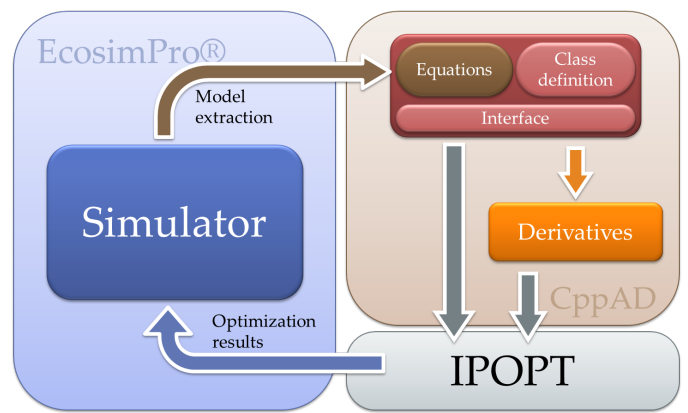 EcosimPro®
Model
extraction
Simulator
Optimization
results
Equations
Class
definition
Interface
Derivatives
CppAD
IPOPT